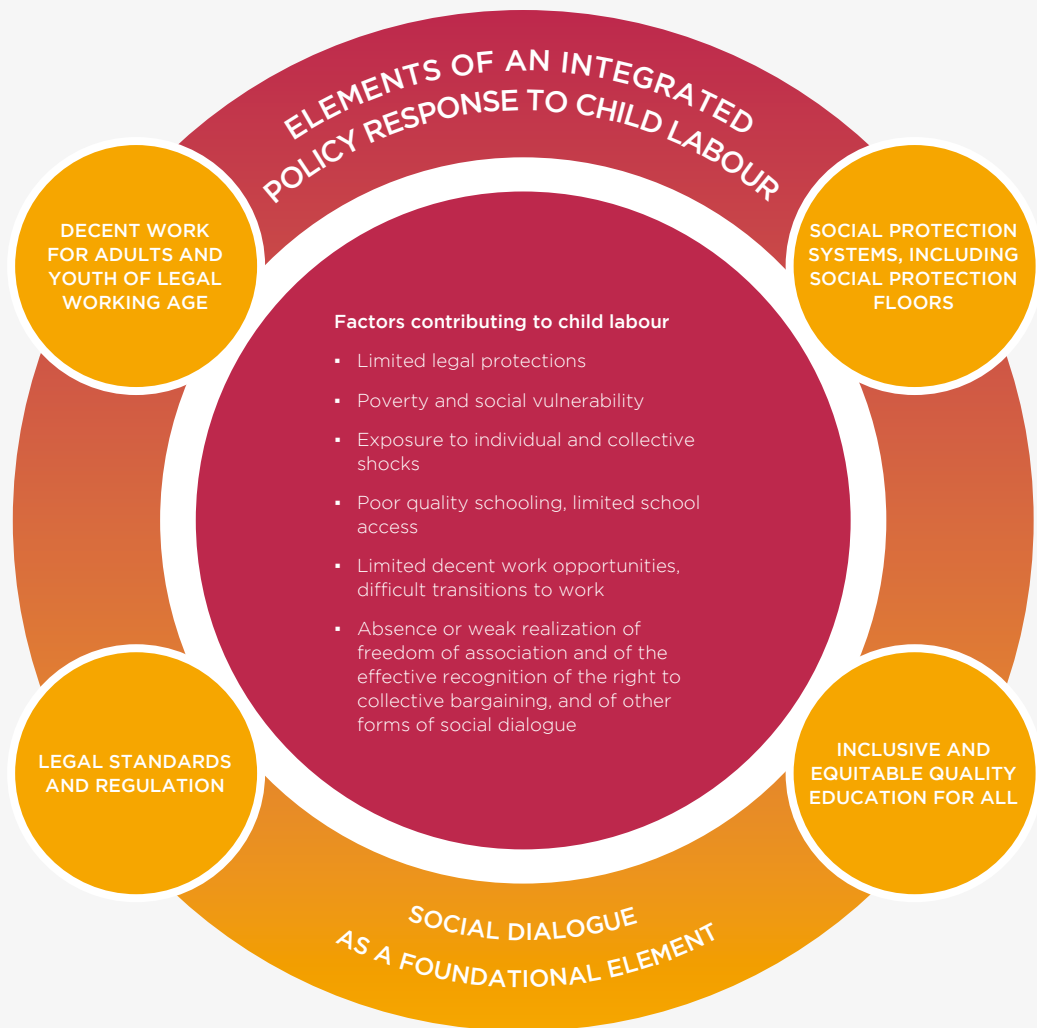 ELEMENTS OF AN INTEGRATED
POLICY RESPONSE TO CHILD LABOUR
DECENT WORK
FOR ADULTS AND
YOUTH OF LEGAL
WORKING AGE
SOCIAL PROTECTION
SYSTEMS, INCLUDING
SOCIAL PROTECTION
FLOORS
Factors contributing to child labour
▪ Limited legal protections
▪ Poverty and social vulnerability
▪ Exposure to individual and collective
shocks
▪ Poor quality schooling, limited school
access
▪ Limited decent work opportunities,
difficult transitions to work
▪ Absence or weak realization of
freedom of association and of the
effective recognition of the right to
collective bargaining, and of other
forms of social dialogue
LEGAL STANDARDS
AND REGULATION
INCLUSIVE AND
EQUITABLE QUALITY
EDUCATION FOR ALL
SOCIAL DIALOGUE
AS A FOUNDATIONAL ELEMENT